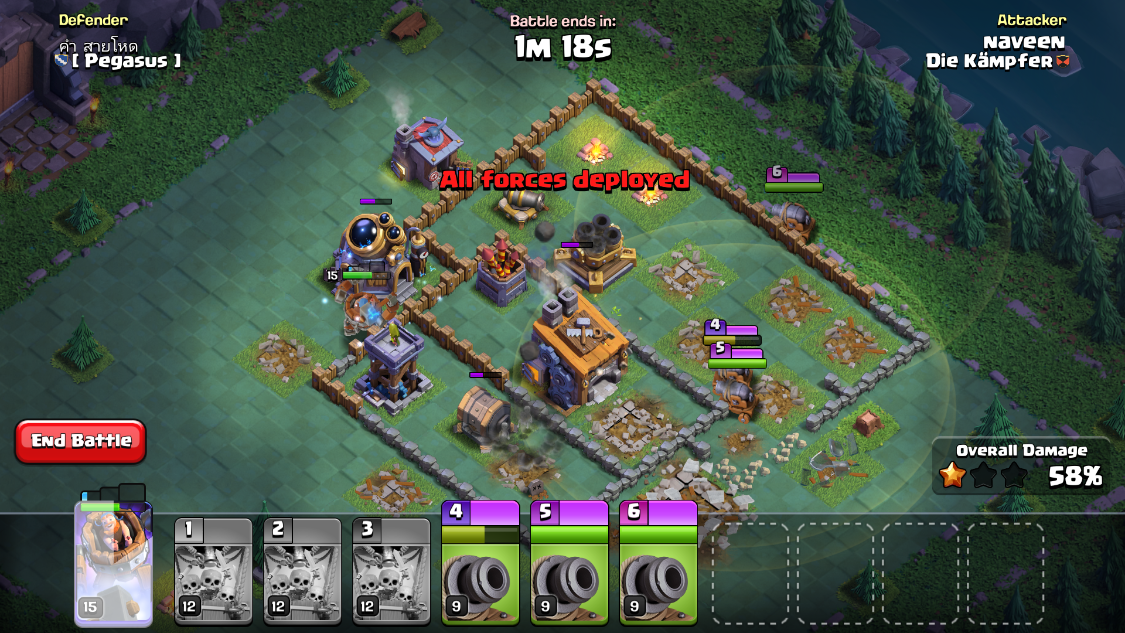 Defender
คำ สายโหด
[ Pegasus ]
Battle ends in:
1m 18s
Attacker
naveen
Die Kämpfer
All forces deployed
6
15
4
5
End Battle
Overall Damage
58%
15
1
12
2
12
3
12
4
9
5
9
6
9